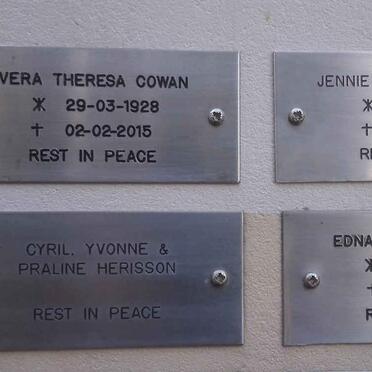 VERA THERESA COWAN
29-03-1928
† 02-02-2015
REST IN PEACE
JENNIE
†
CYRIL, YVONNE &
PRALINE HERISSON
REST IN PEACE
EDNA
†